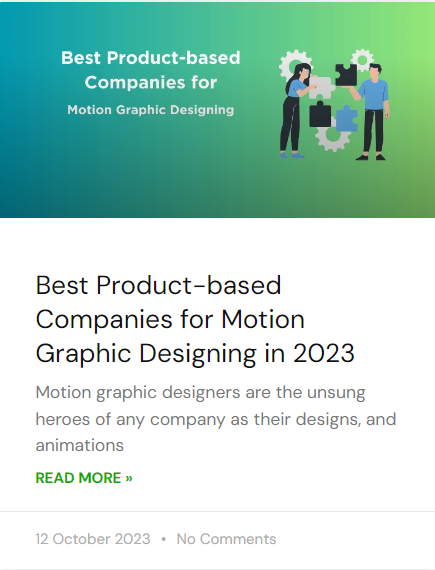 Best Product-based
Companies for
Motion Graphic Designing
Best Product-based
Companies for Motion
Graphic Designing in 2023
Motion graphic designers are the unsung
heroes of any company as their designs, and
animations
READ MORE »
12 October 2023 • No Comments